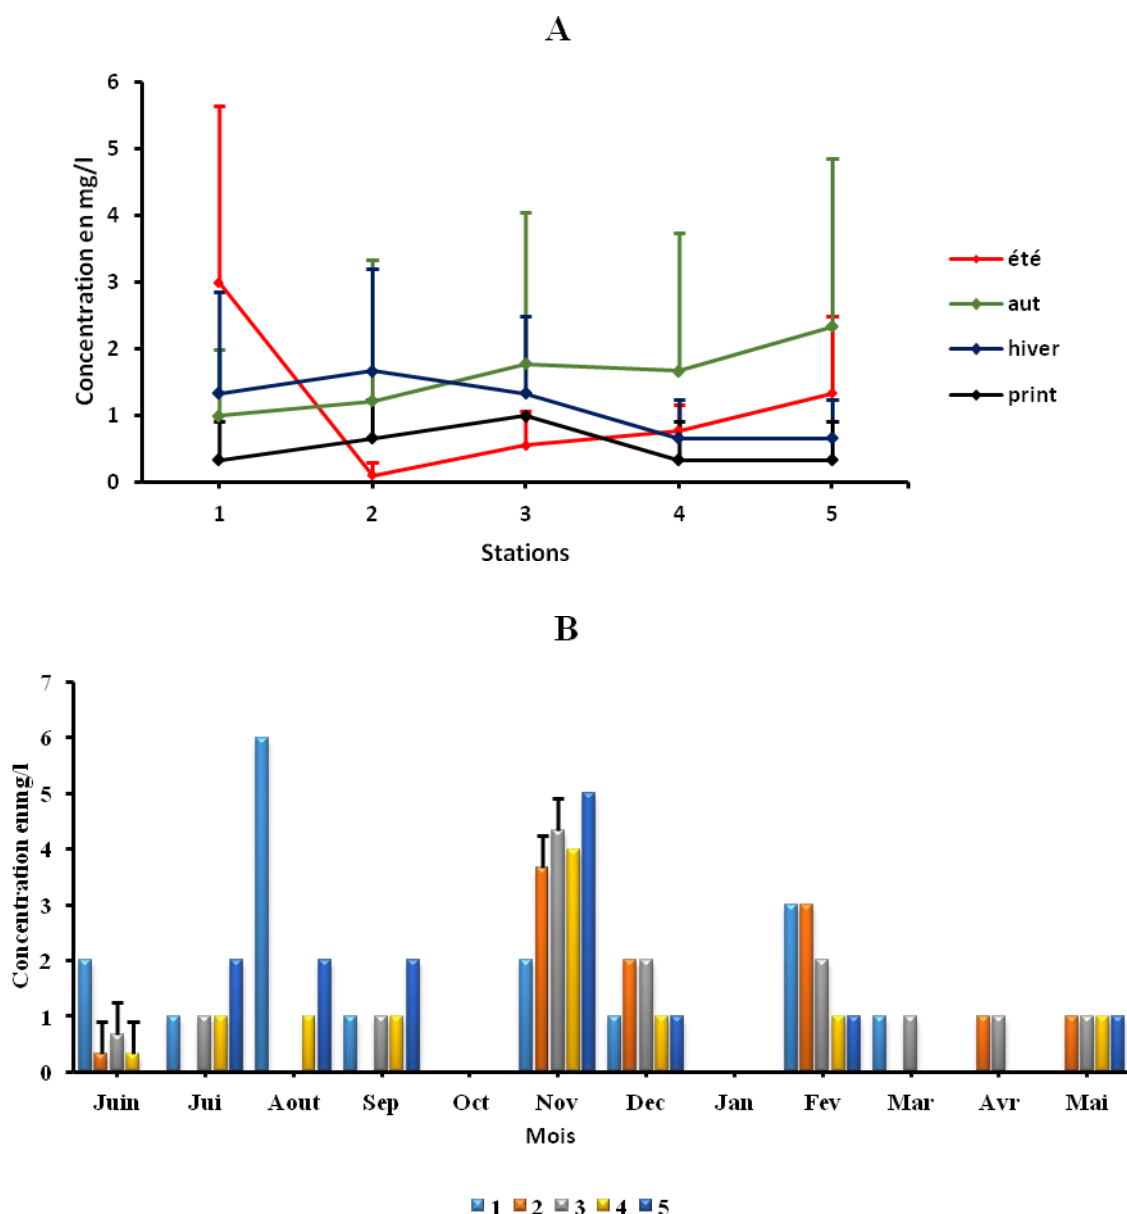 A
6
5
4
3
2
1
0
Concentration en mg/l
1 2 3 4 5
Stations
été
aut
hiver
print
B
7
6
5
4
3
2
1
0
Concentration enmg/l
Juin Jui Aout Sep Oct Nov Dec Jan Fev Mar Avr Mai
Mois
1 2 3 4 5